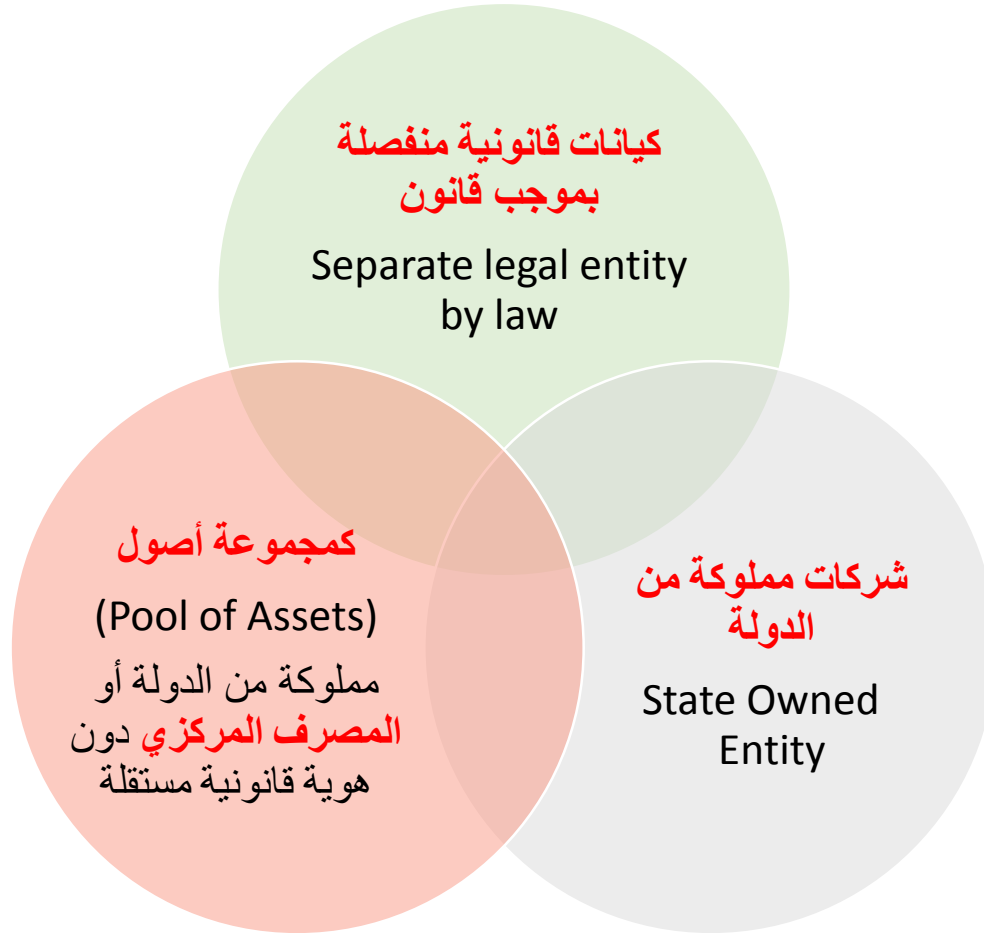 كيانات قانونية منفصلة
بموجب قانون
Separate legal entity
by law
كمجموعة أصول
(Pool of Assets)
مملوكة من الدولة أو
المصرف المركزي دون
هوية قانونية مستقلة
شركات مملوكة من
الدولة
State Owned
Entity